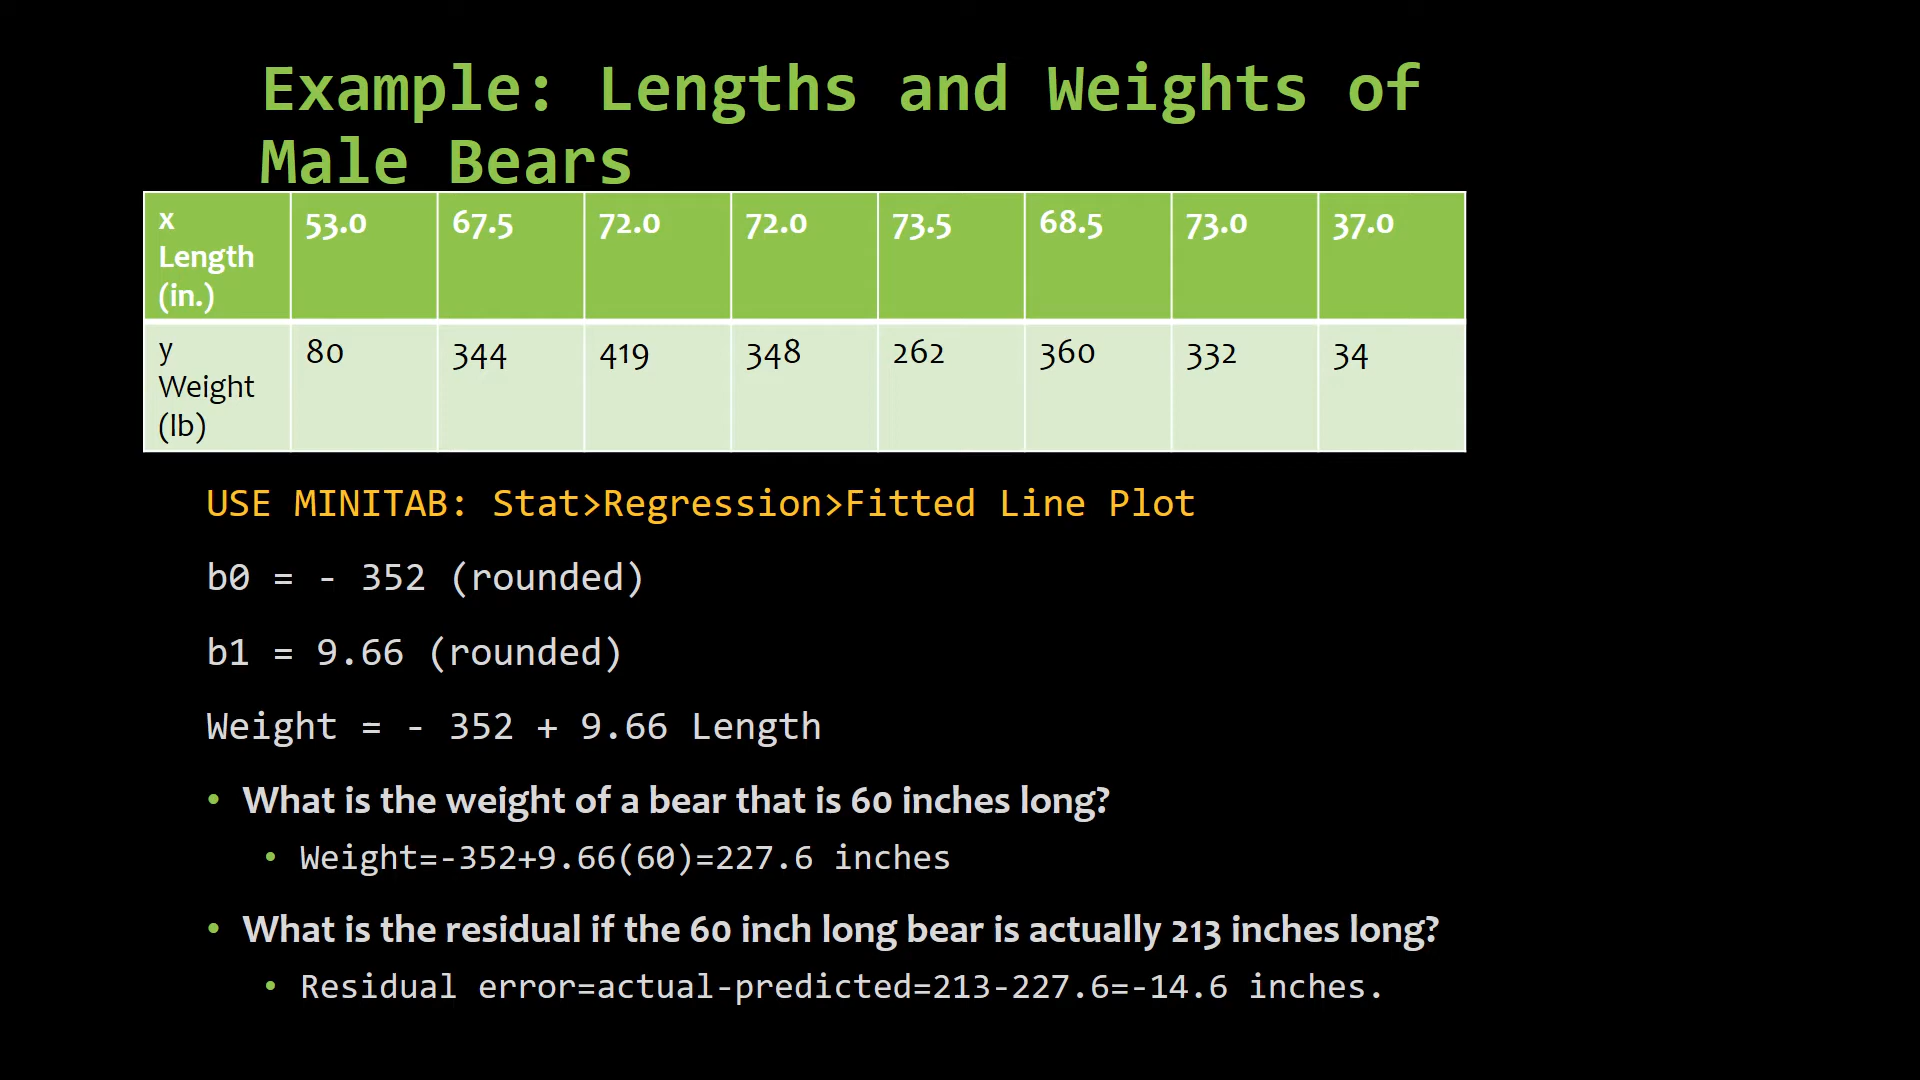 Example: Lengths and Weights of
Male Bears
x Length (in.) 53.0 67.5 72.0 72.0 73.5 68.5 73.0 37.0
y Weight (lb) 80 344 419 348 262 360 332 34
USE MINITAB: Stat>Regression>Fitted Line Plot
b0 = - 352 (rounded)
b1 = 9.66 (rounded)
Weight = - 352 + 9.66 Length
• What is the weight of a bear that is 60 inches long?
• Weight=-352+9.66(60)=227.6 inches
• What is the residual if the 60 inch long bear is actually 213 inches long?
• Residual error=actual-predicted=213-227.6=-14.6 inches.